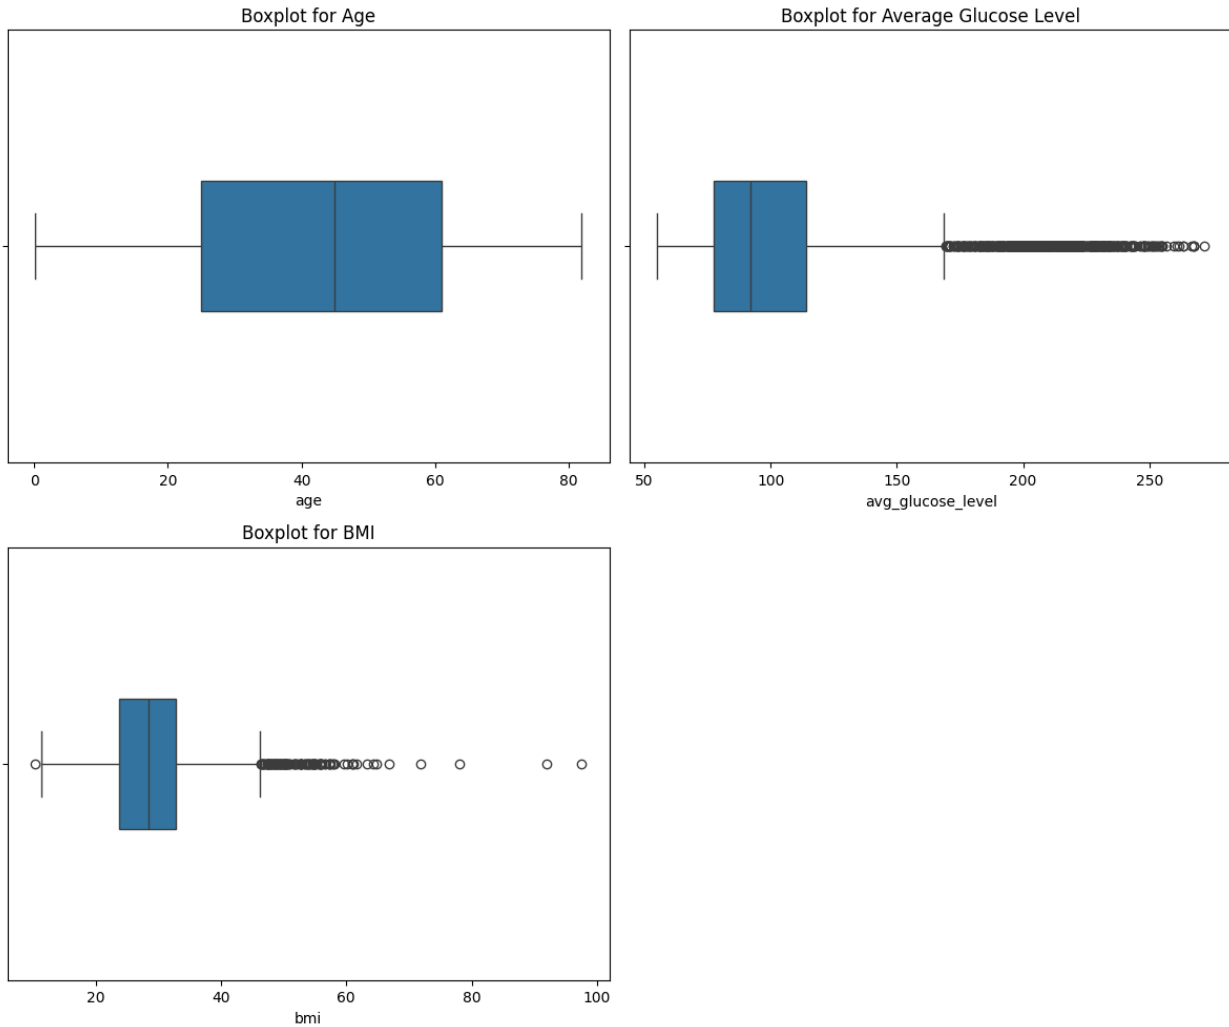 Boxplot for Age
0 20 40 60 80
age
Boxplot for Average Glucose Level
50 100 150 200 250
avg_glucose_level
Boxplot for BMI
20 40 60 80 100
bmi